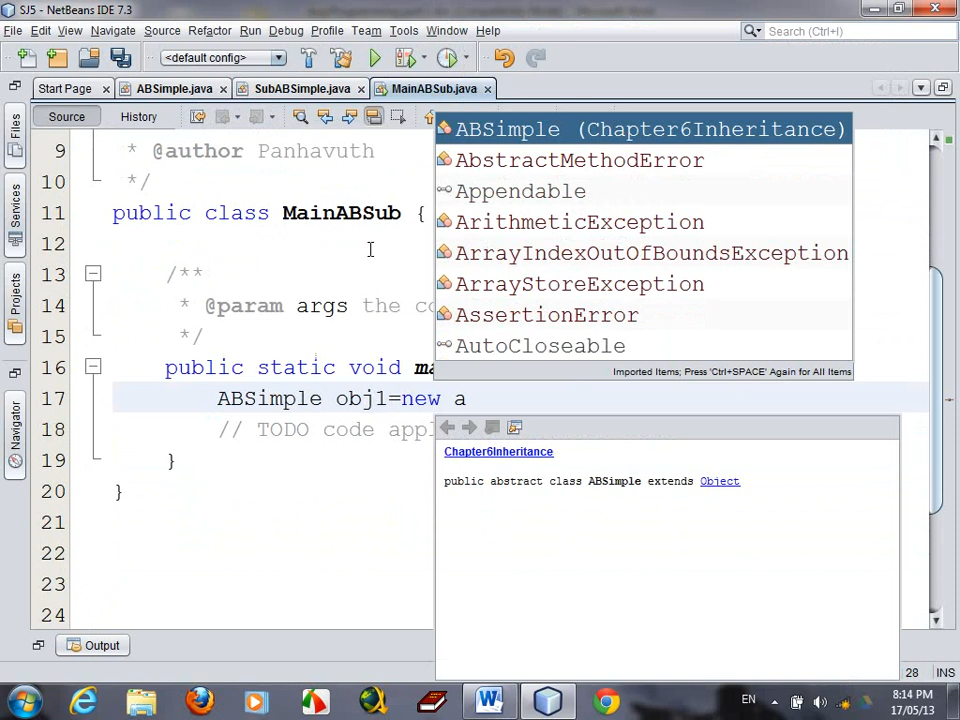 SJ5 - NetBeans IDE 7.3
File Edit View Navigate Source Refactor Run Debug Profile Team Tools Window Help
Search (Ctrl+I)
<default config>
Start Page ABSimple.java SubABSimple.java MainABSub.java
Source History
Files
Services
Projects
Navigator
9 * @author Panhavuth
10 */
11 public class MainABSub {
12
13 /**
14 * @param args the co
15 */
16 public static void ma
17 ABSimple obj1=new a
18 // TODO code appl
19 }
20 }
21
22
23
24
ABSimple (Chapter6Inheritance)
AbstractMethodError
Appendable
ArithmeticException
ArrayIndexOutOfBoundsException
ArrayStoreException
AssertionError
AutoCloseable
Imported Items; Press 'Ctrl+SPACE' Again for All Items
Chapter6Inheritance
public abstract class ABSimple extends Object
Output
28 INS
EN
8:14 PM
17/05/13